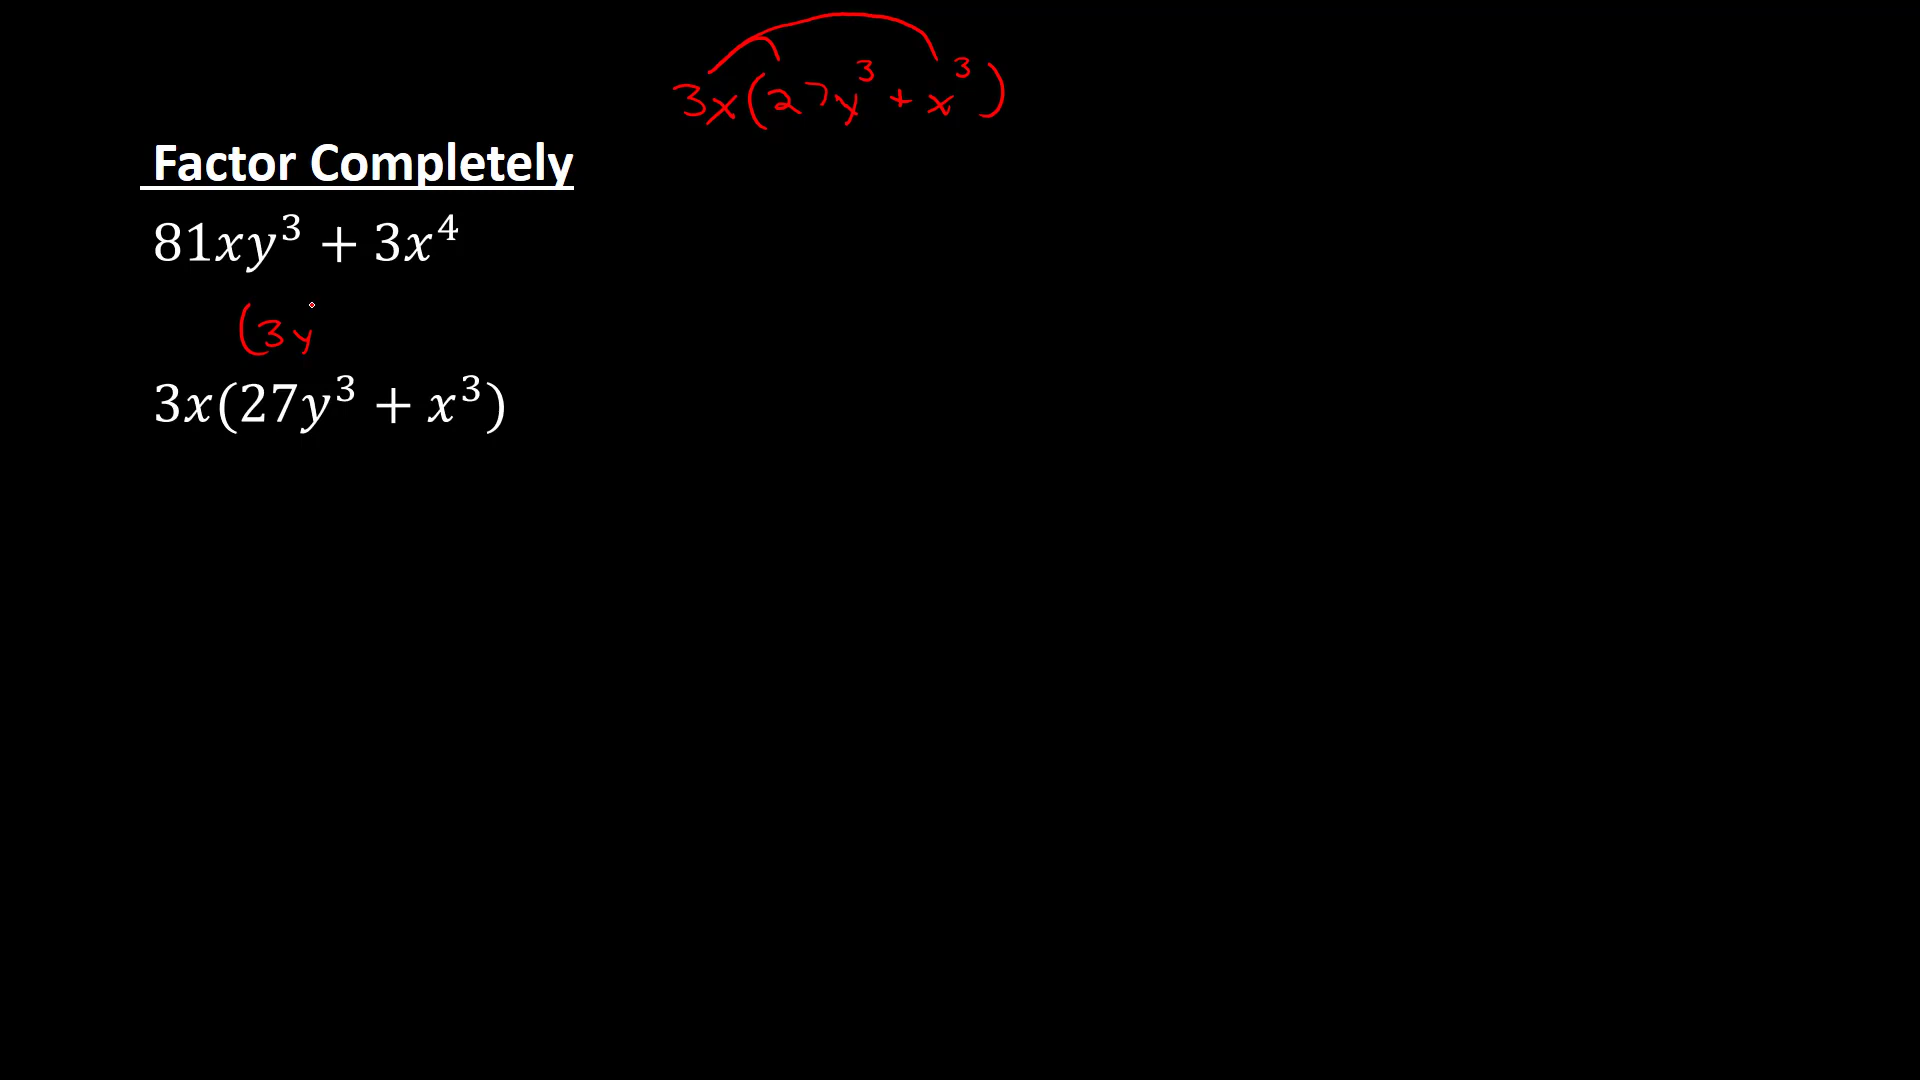 3x(27y³ + x³)
Factor Completely
81xy³ + 3x⁴
(3y
3x(27y³ + x³)